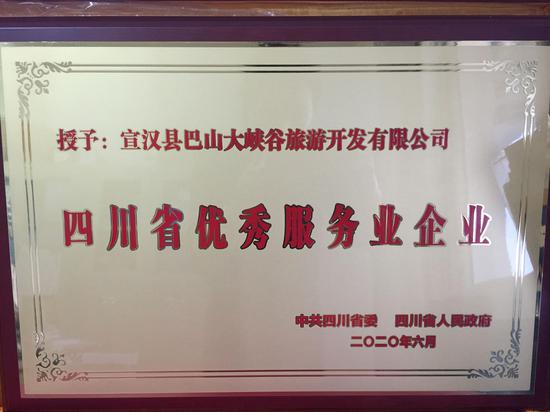 授予：宣汉县巴山大峡谷旅游开发有限公司
四川省优秀服务业企业
中共四川省委 四川省人民政府
二〇二〇年六月